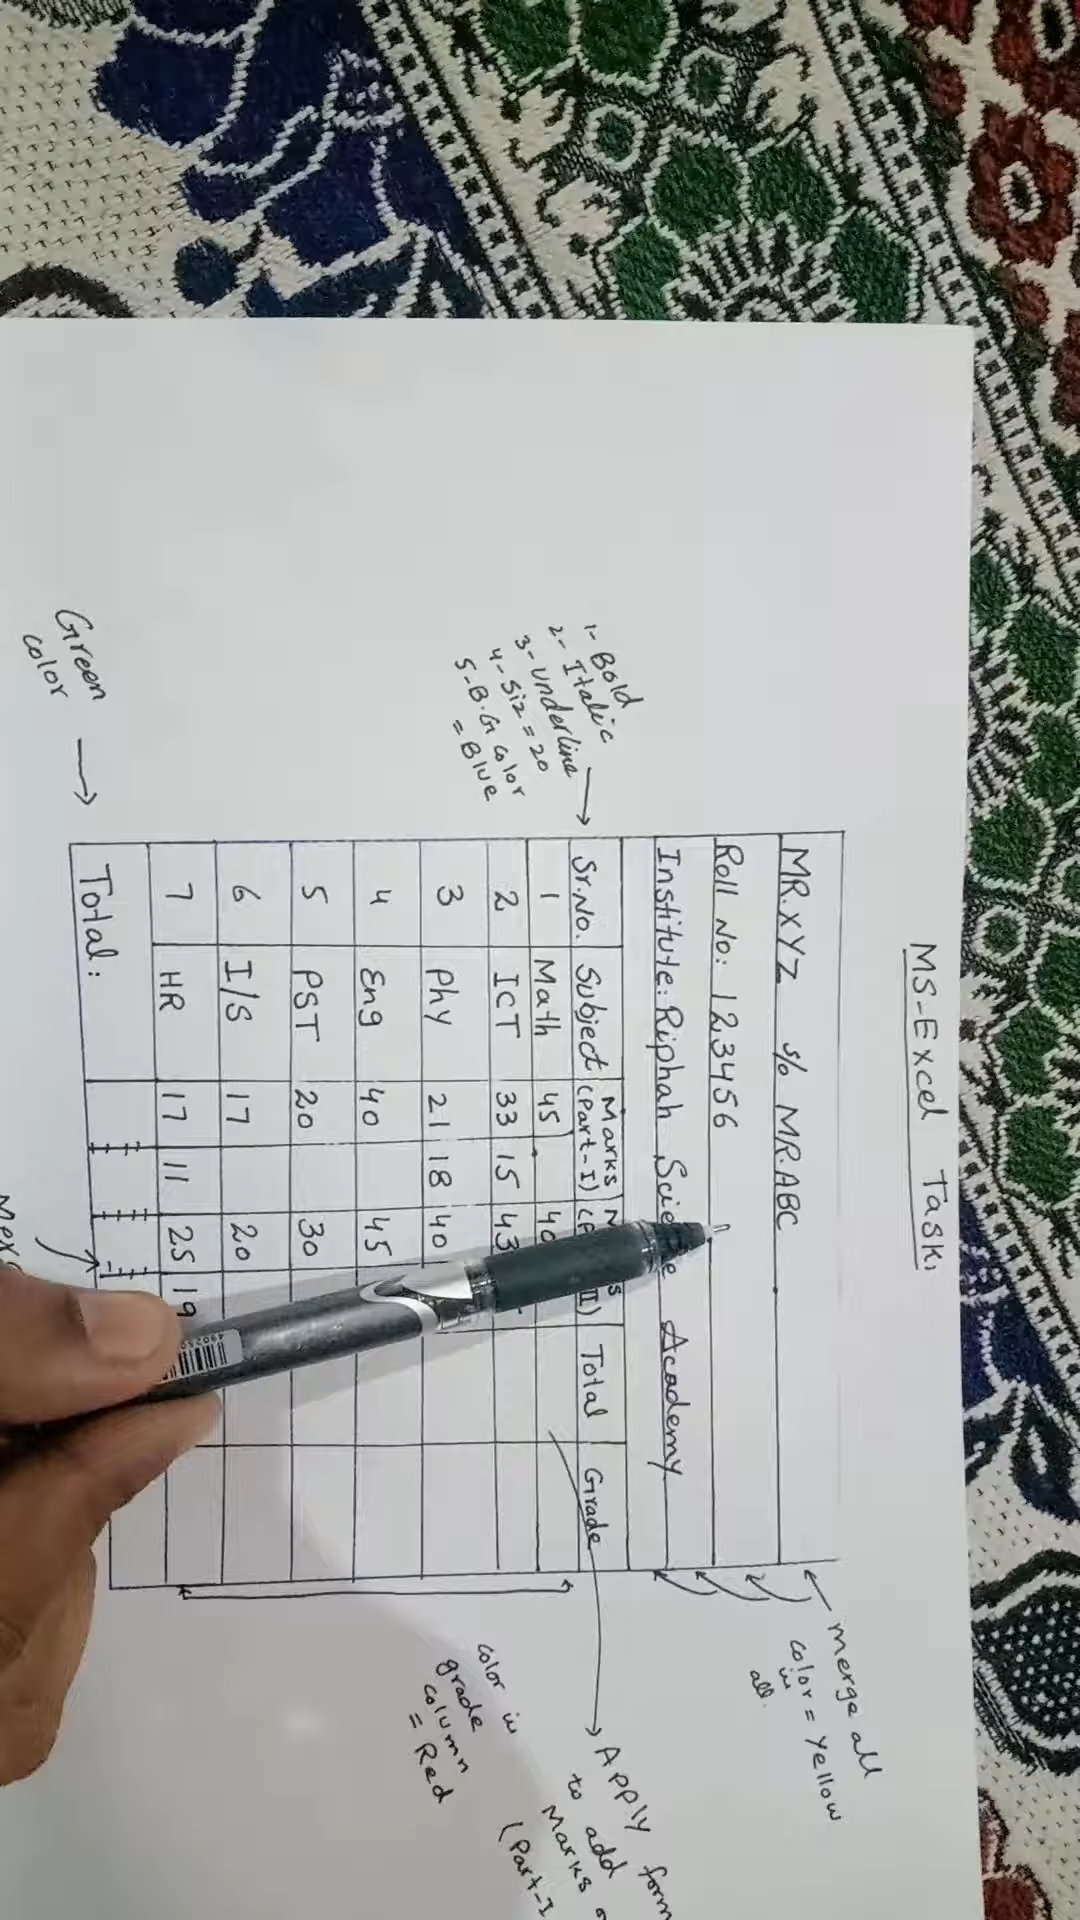 MS-Excel Task:
MR.XYZ s/o MR.ABC
Roll No: 123456
Institute: Riphah Science Academy
merge all
color = Yellow
in
all.
1- Bold
2- Italic
3- Underline
4- Siz = 20
5- B.G color
= Blue
Sr.No. Subject Marks (Part-I) Total Grade
1 Math 45 40
2 ICT 33 15 43
3 Phy 21 18 40
4 Eng 40 45
5 PST 20 30
6 I/S 17 20
7 HR 17 11 25 19
Total:
Green
color
color in
grade
column
= Red
Apply
to add
Marks
(Part-I
490250